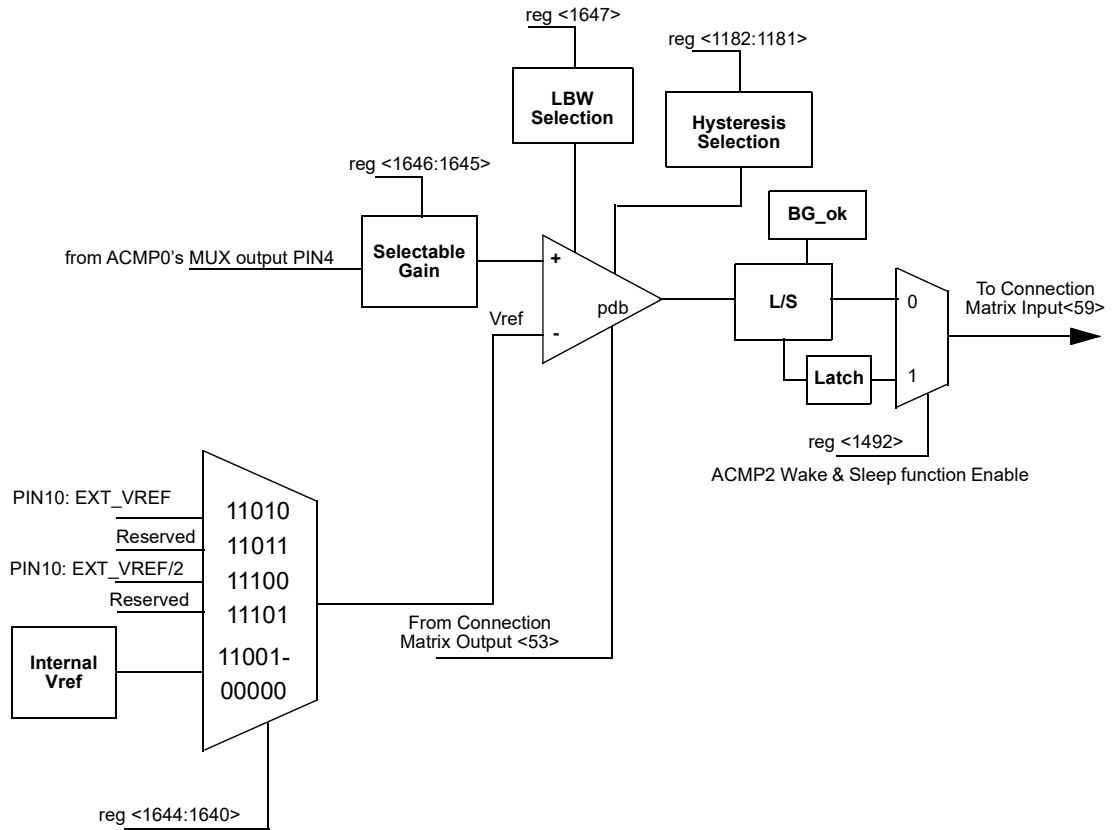 reg <1647>
reg <1182:1181>
LBW
Selection
Hysteresis
Selection
reg <1646:1645>
BG_ok
from ACMP0’s MUX output PIN4
Selectable
Gain
+
L/S
0
To Connection
Matrix Input<59>
pdb
Vref
-
Latch
1
reg <1492>
ACMP2 Wake & Sleep function Enable
PIN10: EXT_VREF
11010
Reserved
11011
PIN10: EXT_VREF/2
11100
Reserved
11101
From Connection
Matrix Output <53>
Internal
Vref
11001-
00000
reg <1644:1640>